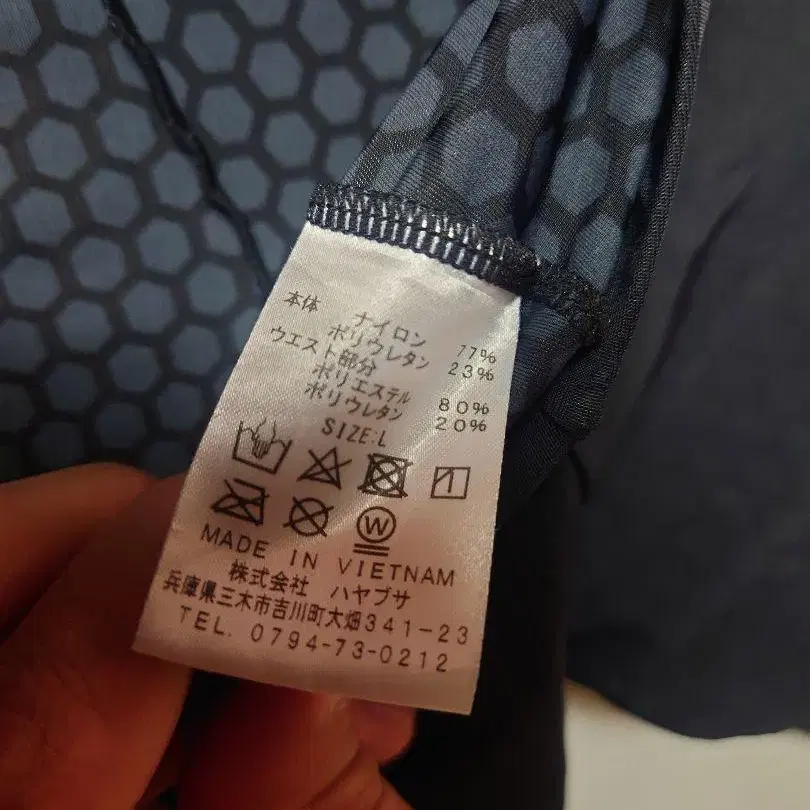 本体 ナイロン 77%
ポリウレタン 23%
ウエスト部分
ポリエステル 80%
ポリウレタン 20%
SIZE:L
W
MADE IN VIETNAM
株式会社 ハヤブサ
兵庫県三木市吉川町大畑341-23
TEL. 0794-73-0212